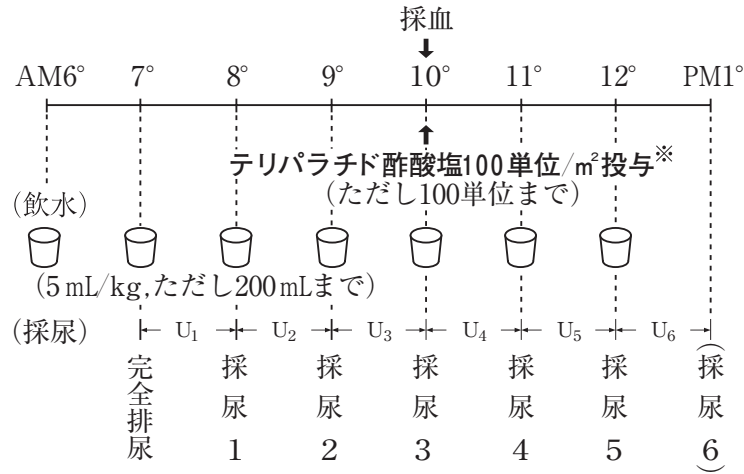 採血
AM6° 7° 8° 9° 10° 11° 12° PM1°
テリパラチド酢酸塩100単位/㎡投与※
(ただし100単位まで)
(飲水)
(5mL/kg,ただし200mLまで)
(採尿) U₁ U₂ U₃ U₄ U₅ U₆
完全排尿
採尿1
採尿2
採尿3
採尿4
採尿5
(採尿6)